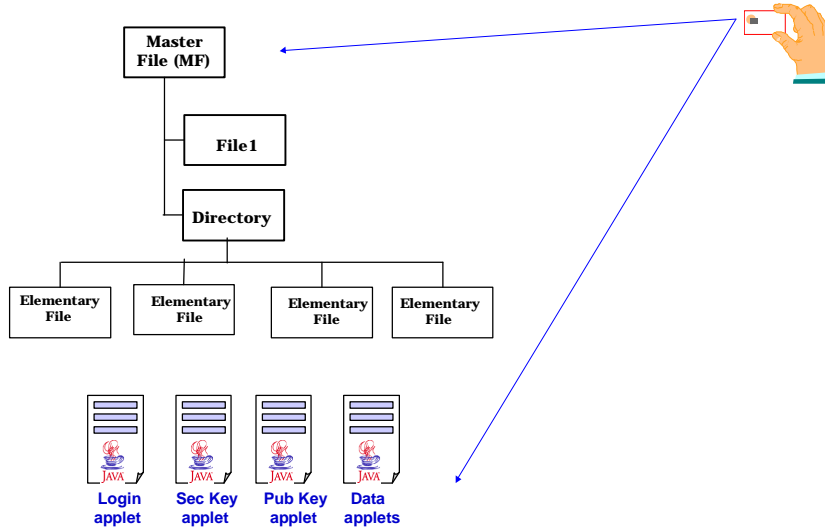 Master
File (MF)
File1
Directory
Elementary
File
Elementary
File
Elementary
File
Elementary
File
JAVA
JAVA
JAVA
JAVA
Login
applet
Sec Key
applet
Pub Key
applet
Data
applets